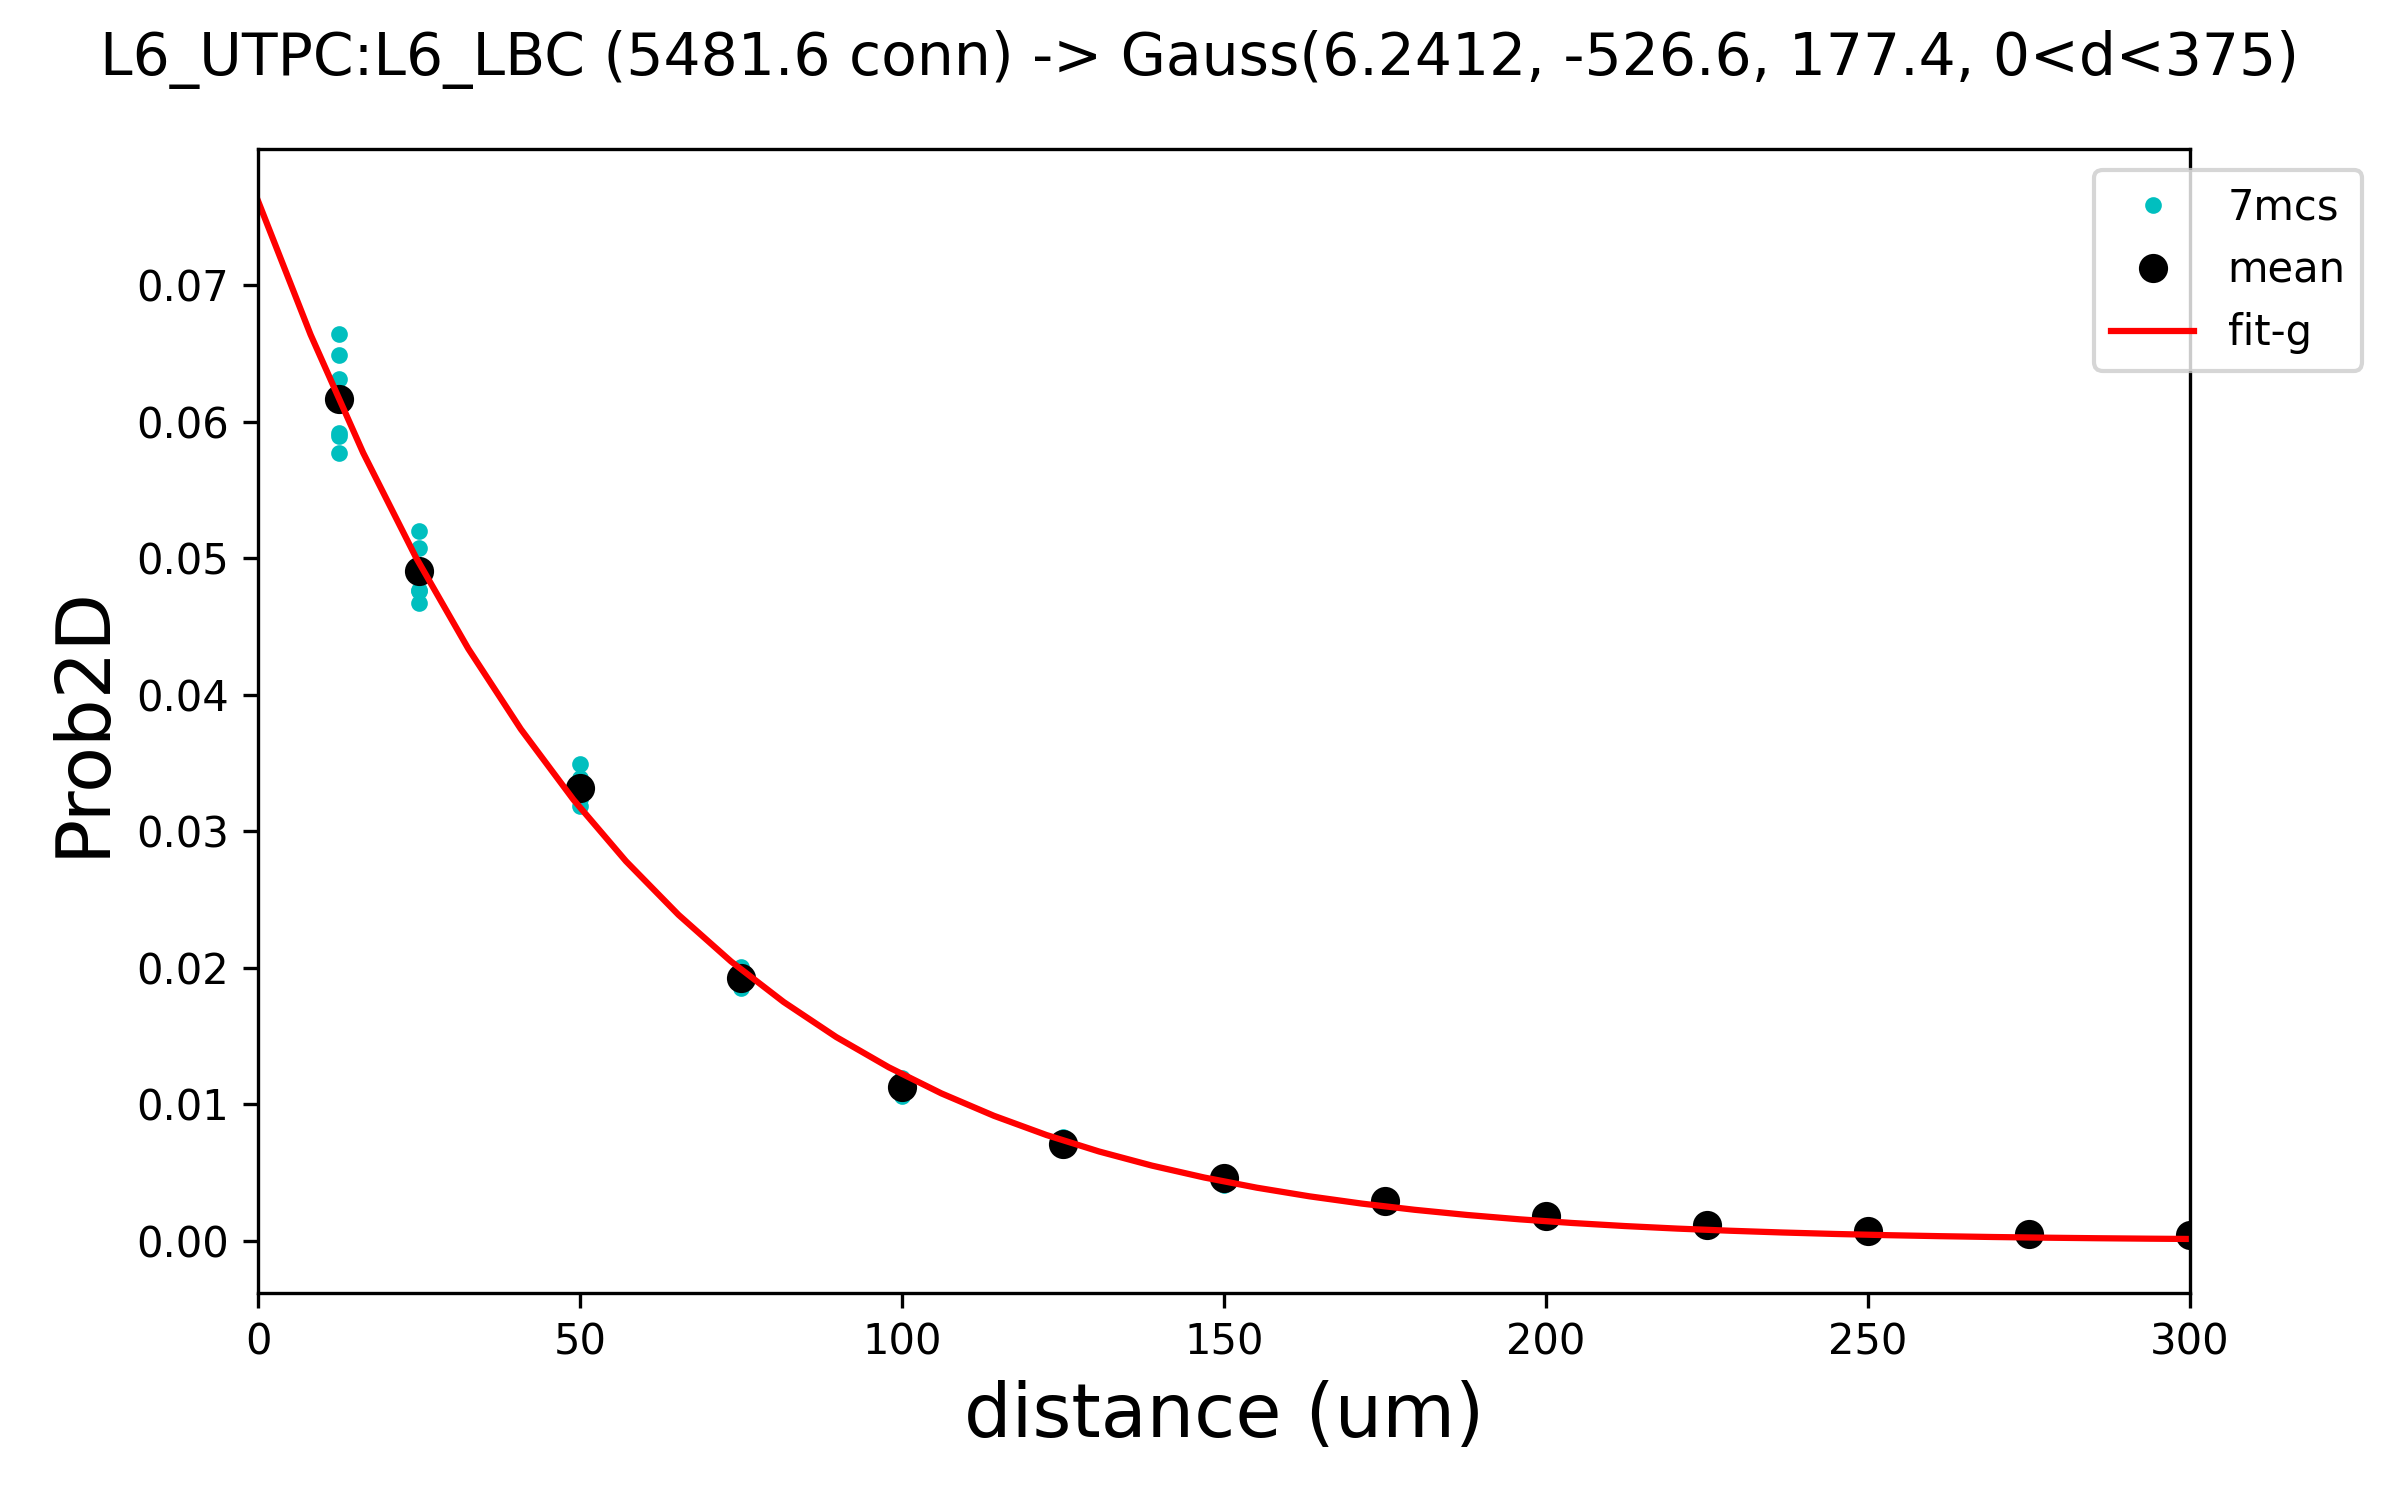 L6_UTPC:L6_LBC (5481.6 conn) -> Gauss(6.2412, -526.6, 177.4, 0<d<375)
7mcs
mean
fit-g
0.07
0.06
0.05
0.04
0.03
0.02
0.01
0.00
Prob2D
0 50 100 150 200 250 300
distance (um)